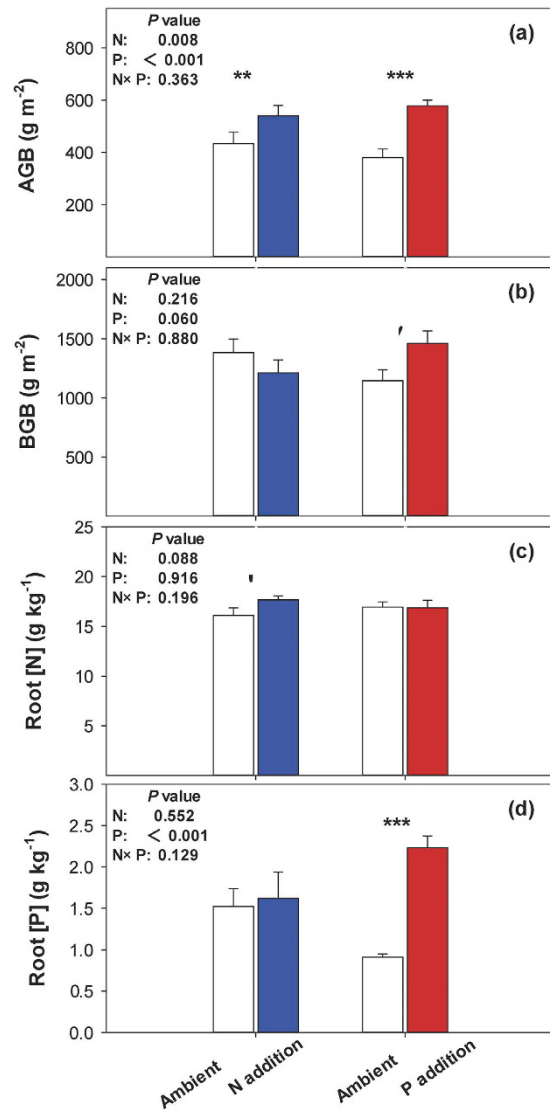 P value
N: 0.008
P: < 0.001
N× P: 0.363
(a)
**
***
800
600
400
200
AGB (g m-2)
P value
N: 0.216
P: 0.060
N× P: 0.880
(b)
'
2000
1500
1000
500
BGB (g m-2)
P value
N: 0.088
P: 0.916
N× P: 0.196
(c)
'
25
20
15
10
5
Root [N] (g kg-1)
P value
N: 0.552
P: < 0.001
N× P: 0.129
(d)
***
3.0
2.5
2.0
1.5
1.0
0.5
0.0
Root [P] (g kg-1)
Ambient
N addition
Ambient
P addition